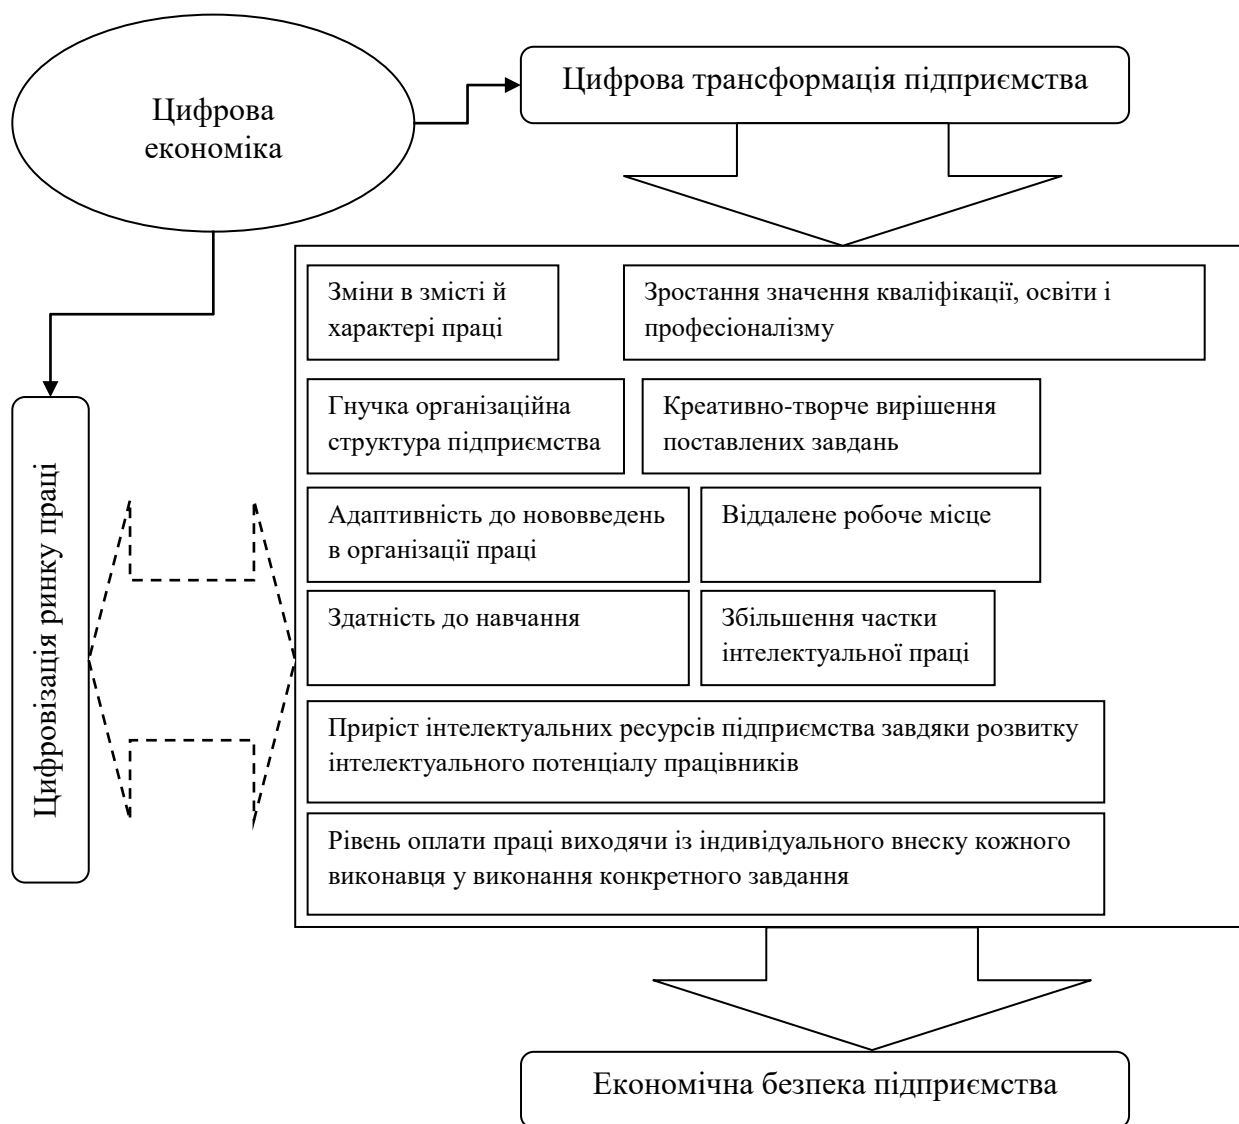 Цифрова
економіка
Цифрова трансформація підприємства
Зміни в змісті й
характері праці
Зростання значення кваліфікації, освіти і
професіоналізму
Гнучка організаційна
структура підприємства
Креативно-творче вирішення
поставлених завдань
Адаптивність до нововведень
в організації праці
Віддалене робоче місце
Здатність до навчання
Збільшення частки
інтелектуальної праці
Приріст інтелектуальних ресурсів підприємства завдяки розвитку
інтелектуального потенціалу працівників
Рівень оплати праці виходячи із індивідуального внеску кожного
виконавця у виконання конкретного завдання
Цифровізація ринку праці
Економічна безпека підприємства